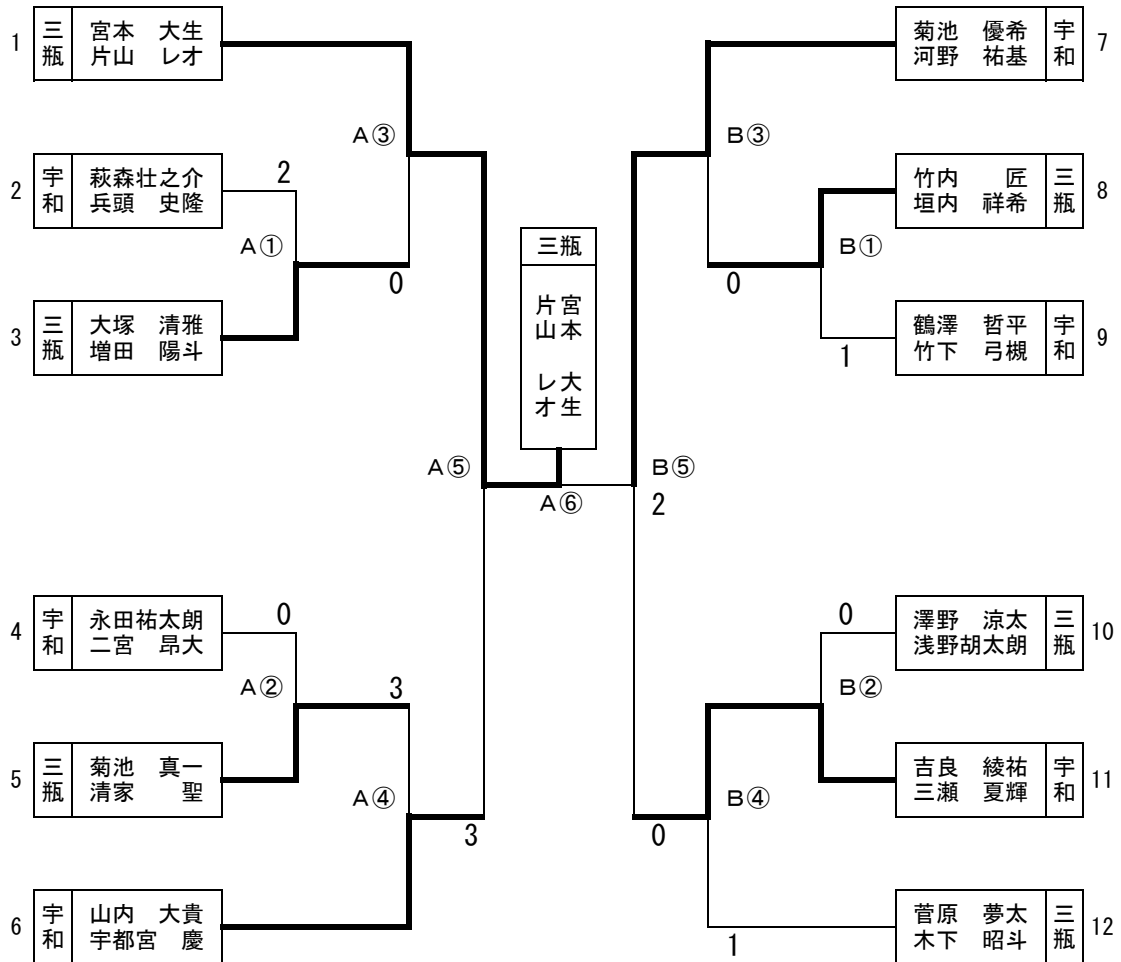 1
三瓶
宮本　大生
片山　レオ
2
宇和
萩森壮之介
兵頭　史隆
2
A①
3
三瓶
大塚　清雅
増田　陽斗
0
A③
4
宇和
永田祐太朗
二宮　昂大
0
A②
5
三瓶
菊池　真一
清家　聖
3
A④
6
宇和
山内　大貴
宇都宮　慶
3
A⑤
三瓶
宮本　大生
片山　レオ
A⑥
菊池　優希
河野　祐基
宇和
7
B③
竹内　匠
垣内　祥希
三瓶
8
B①
0
鶴澤　哲平
竹下　弓槻
宇和
9
1
B⑤
2
澤野　涼太
浅野胡太朗
三瓶
10
0
B②
吉良　綾祐
三瀬　夏輝
宇和
11
B④
0
菅原　夢太
木下　昭斗
三瓶
12
1